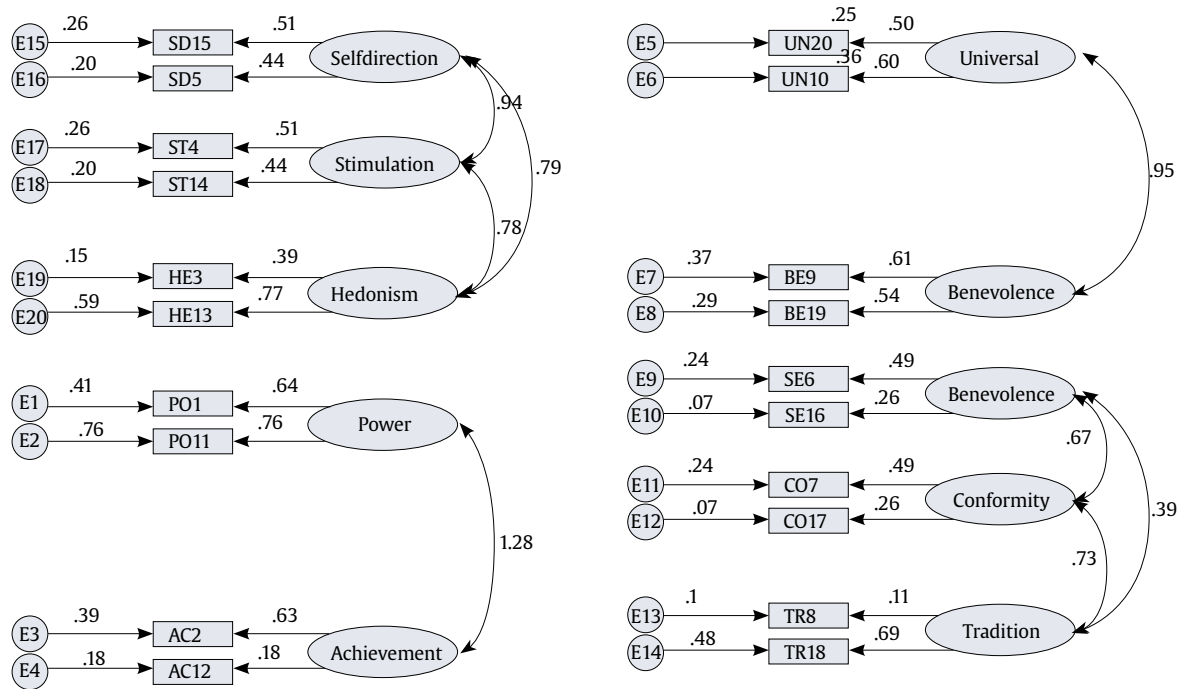 E15 .26 SD15 .51 Selfdirection
E16 .20 SD5 .44
.94
E17 .26 ST4 .51 Stimulation
E18 .20 ST14 .44
.79
.78
E19 .15 HE3 .39 Hedonism
E20 .59 HE13 .77
E1 .41 PO1 .64 Power
E2 .76 PO11 .76
1.28
E3 .39 AC2 .63 Achievement
E4 .18 AC12 .18
E5 .25 UN20 .50 Universal
E6 .36 UN10 .60
.95
E7 .37 BE9 .61 Benevolence
E8 .29 BE19 .54
E9 .24 SE6 .49 Benevolence
E10 .07 SE16 .26
.67
E11 .24 CO7 .49 Conformity
E12 .07 CO17 .26
.39
.73
E13 .1 TR8 .11 Tradition
E14 .48 TR18 .69